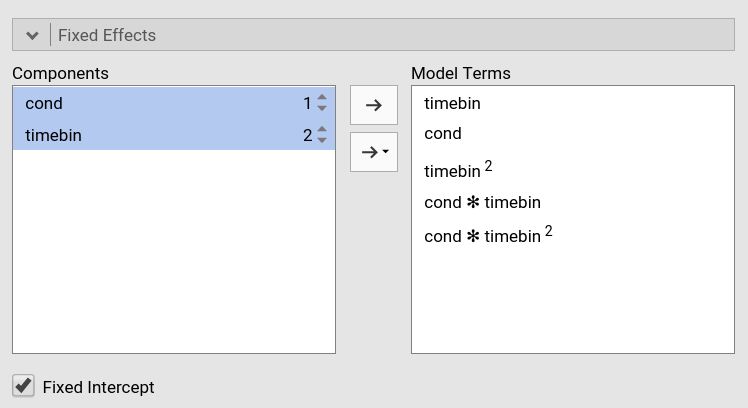 Fixed Effects
Components
cond 1
timebin 2
Model Terms
timebin
cond
timebin ²
cond ✻ timebin
cond ✻ timebin ²
Fixed Intercept